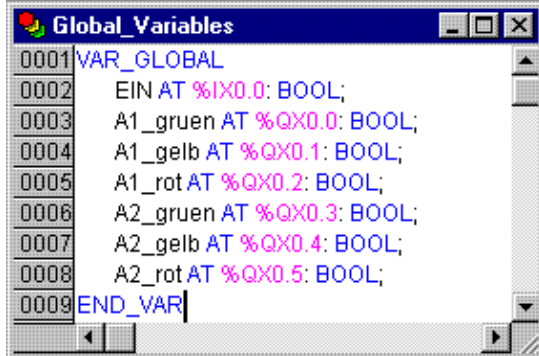 Global_Variables
0001 VAR_GLOBAL
0002 EIN AT %IX0.0: BOOL;
0003 A1_gruen AT %QX0.0: BOOL;
0004 A1_gelb AT %QX0.1: BOOL;
0005 A1_rot AT %QX0.2: BOOL;
0006 A2_gruen AT %QX0.3: BOOL;
0007 A2_gelb AT %QX0.4: BOOL;
0008 A2_rot AT %QX0.5: BOOL;
0009 END_VAR